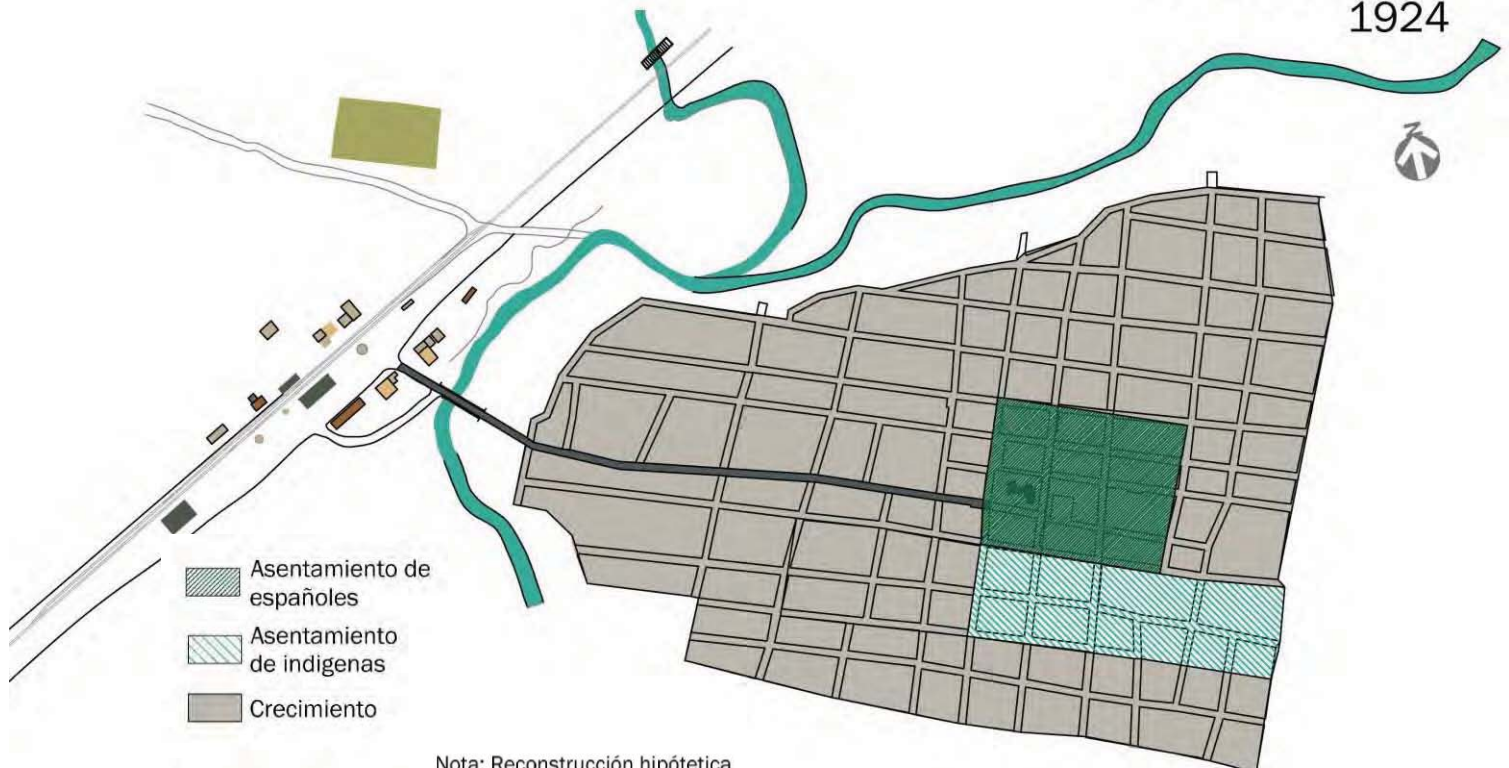 1924
N
Asentamiento de
españoles
Asentamiento
de indigenas
Crecimiento
Nota: Reconstrucción hipótetica